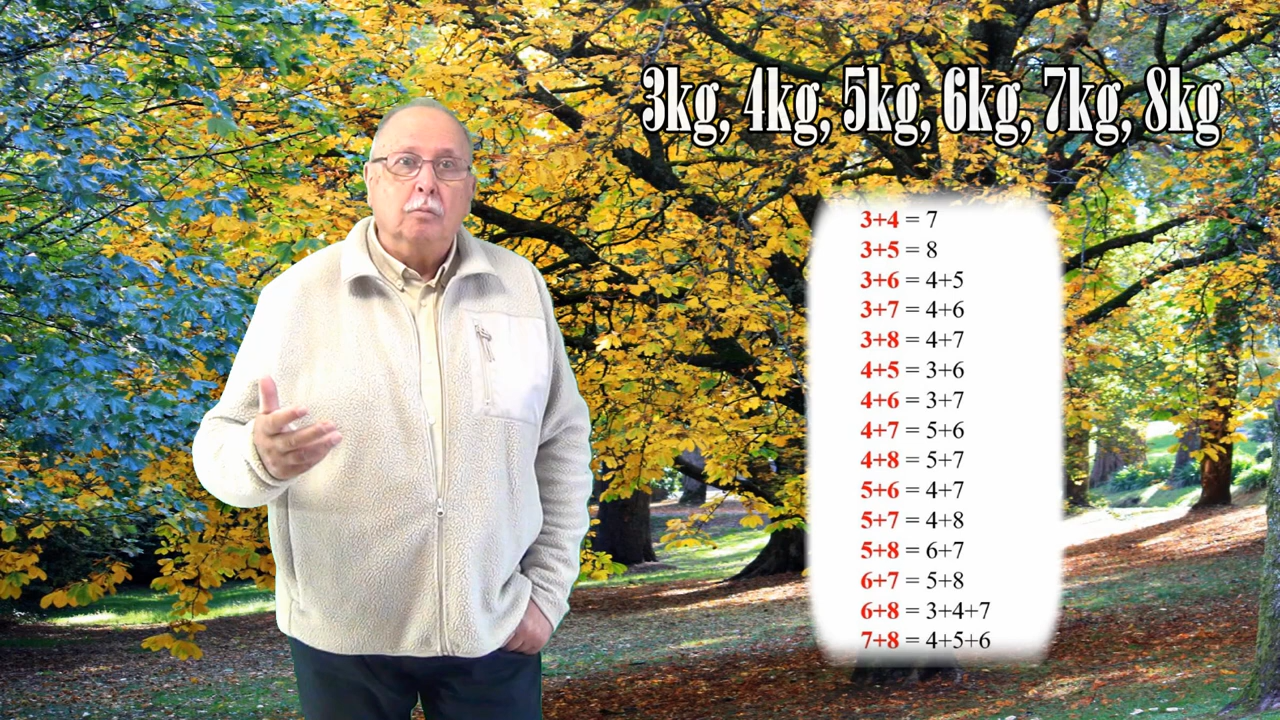 3kg, 4kg, 5kg, 6kg, 7kg, 8kg
3+4 = 7
3+5 = 8
3+6 = 4+5
3+7 = 4+6
3+8 = 4+7
4+5 = 3+6
4+6 = 3+7
4+7 = 5+6
4+8 = 5+7
5+6 = 4+7
5+7 = 4+8
5+8 = 6+7
6+7 = 5+8
6+8 = 3+4+7
7+8 = 4+5+6